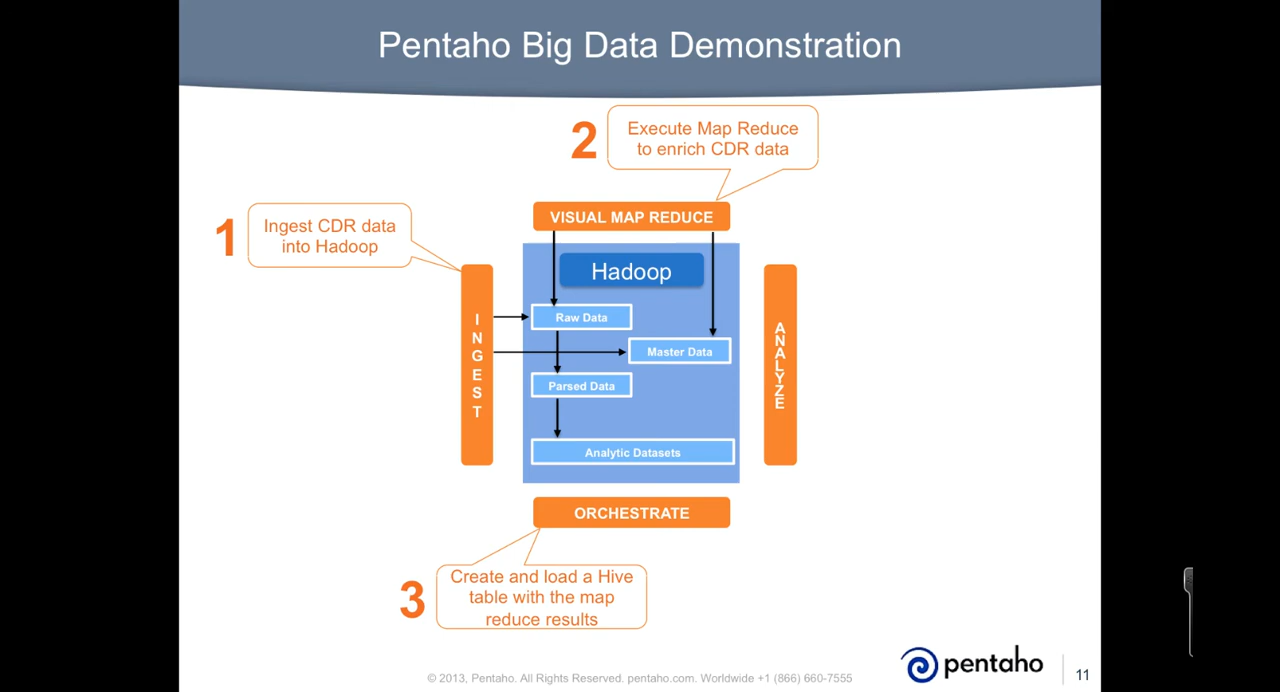 Pentaho Big Data Demonstration
2
Execute Map Reduce
to enrich CDR data
1
Ingest CDR data
into Hadoop
VISUAL MAP REDUCE
Hadoop
INGEST
Raw Data
Master Data
Parsed Data
Analytic Datasets
ANALYZE
ORCHESTRATE
3
Create and load a Hive
table with the map
reduce results
© 2013, Pentaho. All Rights Reserved. pentaho.com. Worldwide +1 (866) 660-7555
pentaho
11